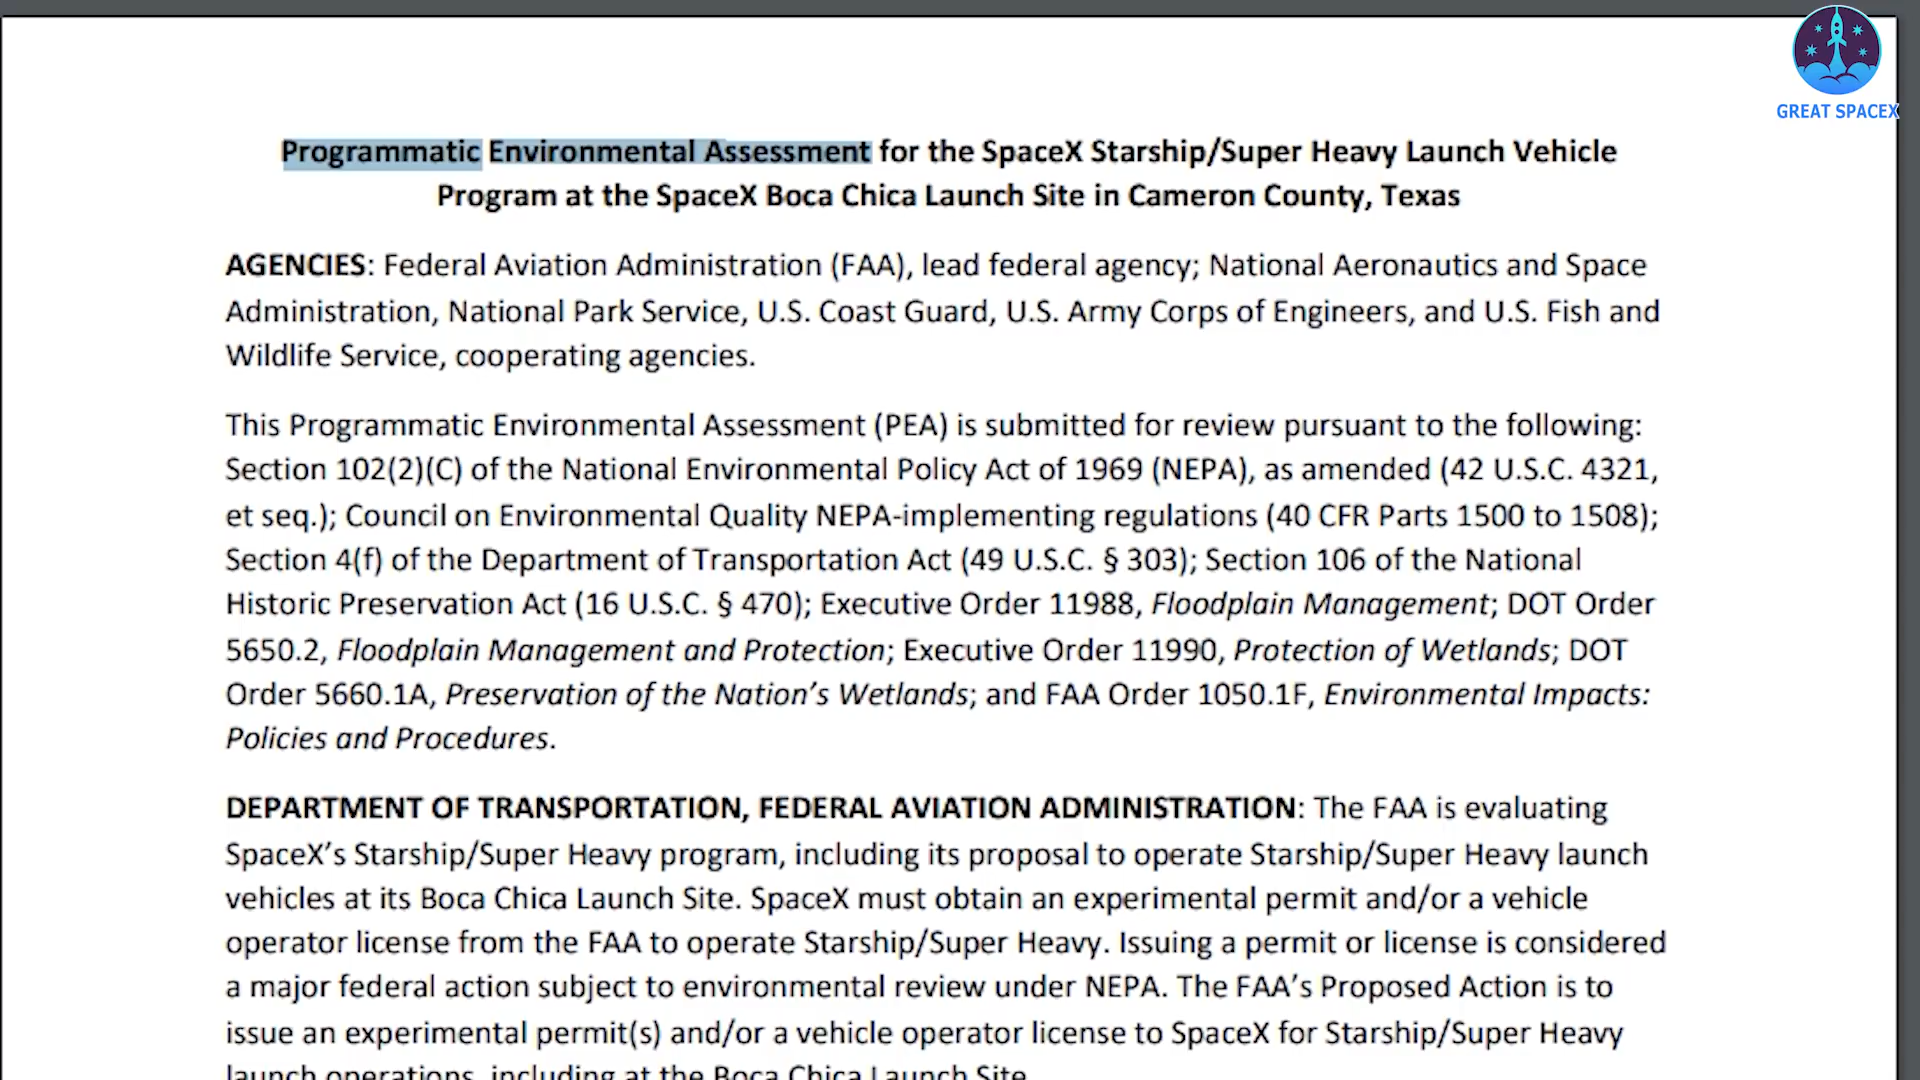 GREAT SPACEX
Programmatic Environmental Assessment for the SpaceX Starship/Super Heavy Launch Vehicle
Program at the SpaceX Boca Chica Launch Site in Cameron County, Texas
AGENCIES: Federal Aviation Administration (FAA), lead federal agency; National Aeronautics and Space
Administration, National Park Service, U.S. Coast Guard, U.S. Army Corps of Engineers, and U.S. Fish and
Wildlife Service, cooperating agencies.
This Programmatic Environmental Assessment (PEA) is submitted for review pursuant to the following:
Section 102(2)(C) of the National Environmental Policy Act of 1969 (NEPA), as amended (42 U.S.C. 4321,
et seq.); Council on Environmental Quality NEPA-implementing regulations (40 CFR Parts 1500 to 1508);
Section 4(f) of the Department of Transportation Act (49 U.S.C. § 303); Section 106 of the National
Historic Preservation Act (16 U.S.C. § 470); Executive Order 11988, Floodplain Management; DOT Order
5650.2, Floodplain Management and Protection; Executive Order 11990, Protection of Wetlands; DOT
Order 5660.1A, Preservation of the Nation’s Wetlands; and FAA Order 1050.1F, Environmental Impacts:
Policies and Procedures.
DEPARTMENT OF TRANSPORTATION, FEDERAL AVIATION ADMINISTRATION: The FAA is evaluating
SpaceX’s Starship/Super Heavy program, including its proposal to operate Starship/Super Heavy launch
vehicles at its Boca Chica Launch Site. SpaceX must obtain an experimental permit and/or a vehicle
operator license from the FAA to operate Starship/Super Heavy. Issuing a permit or license is considered
a major federal action subject to environmental review under NEPA. The FAA’s Proposed Action is to
issue an experimental permit(s) and/or a vehicle operator license to SpaceX for Starship/Super Heavy
launch operations, including at the Boca Chica Launch Site.